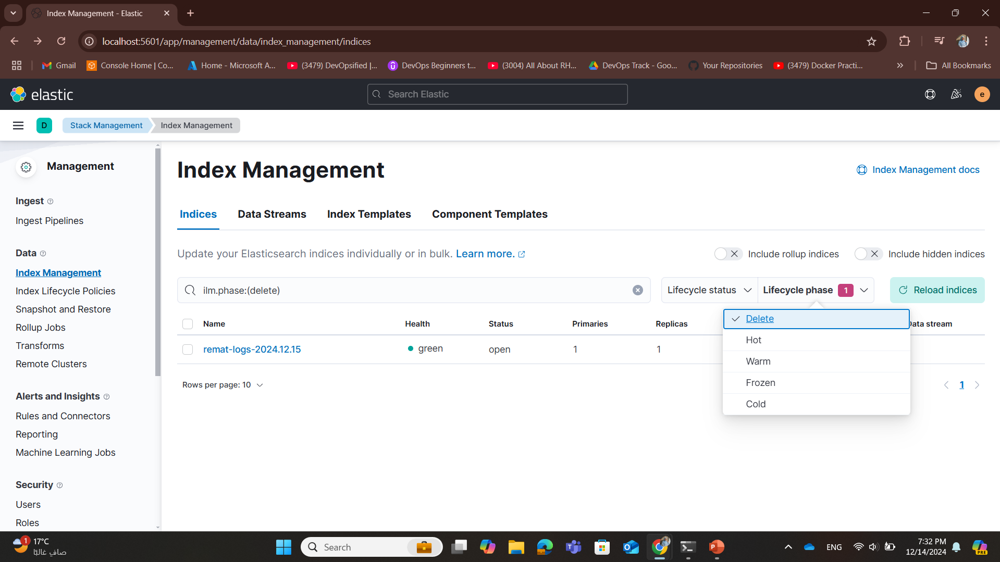 Index Management - Elastic
localhost:5601/app/management/data/index_management/indices
Gmail
Console Home | Co...
Home - Microsoft A...
(3479) DevOpsified |...
DevOps Beginners t...
(3004) All About RH...
DevOps Track - Goo...
Your Repositories
(3479) Docker Practi...
All Bookmarks
elastic
Search Elastic
e
D
Stack Management
Index Management
Management
Ingest
Ingest Pipelines
Data
Index Management
Index Lifecycle Policies
Snapshot and Restore
Rollup Jobs
Transforms
Remote Clusters
Alerts and Insights
Rules and Connectors
Reporting
Machine Learning Jobs
Security
Users
Roles
Index Management
Index Management docs
Indices Data Streams Index Templates Component Templates
Update your Elasticsearch indices individually or in bulk. Learn more.
Include rollup indices
Include hidden indices
ilm.phase:(delete)
Lifecycle status
Lifecycle phase 1
Reload indices
Name Health Status Primaries Replicas Data stream
remat-logs-2024.12.15 green open 1 1
Delete
Hot
Warm
Frozen
Cold
Rows per page: 10
1
1
17°C
صافٍ غالبًا
Search
ENG
7:32 PM
12/14/2024
PRE